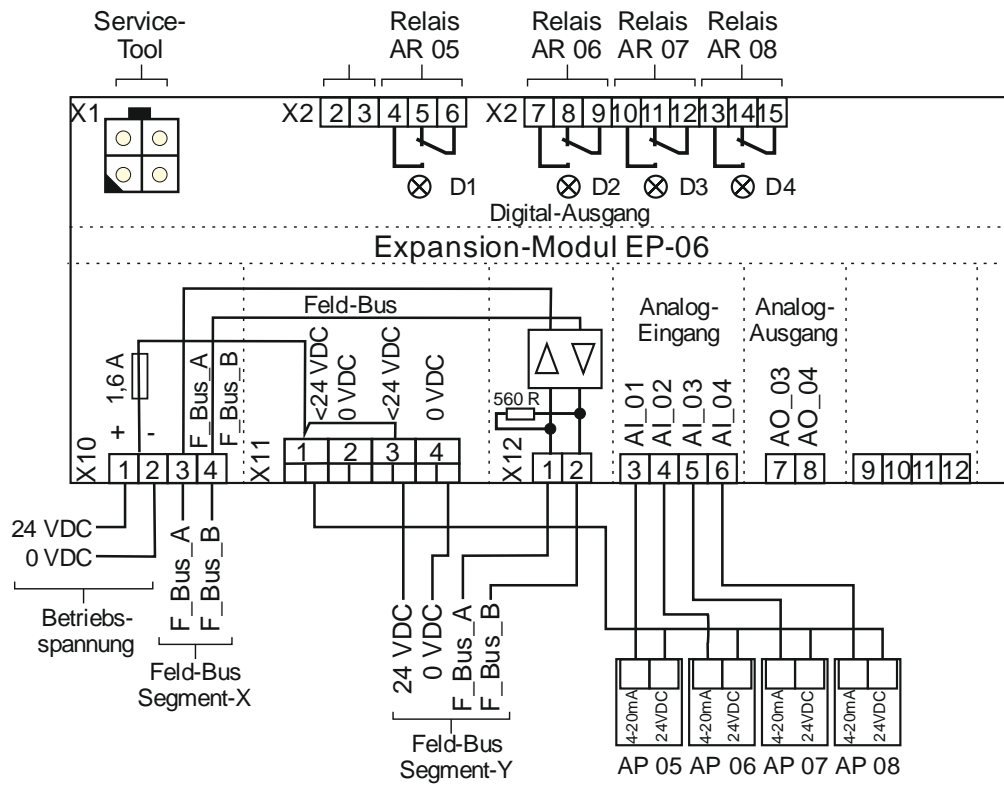 Service-
Tool
Relais
AR 05
Relais
AR 06
Relais
AR 07
Relais
AR 08
X1
X2 2 3 4 5 6
X2 7 8 9 10 11 12 13 14 15
D1
D2
D3
D4
Digital-Ausgang
Expansion-Modul EP-06
Feld-Bus
Analog-
Eingang
Analog-
Ausgang
1,6 A
+ -
F_Bus_A
F_Bus_B
<24 VDC
0 VDC
<24 VDC
0 VDC
560 R
AI_01
AI_02
AI_03
AI_04
AO_03
AO_04
X10 1 2 3 4
X11 1 2 3 4
X12 1 2
3 4 5 6
7 8
9 10 11 12
24 VDC
0 VDC
Betriebs-
spannung
F_Bus_A
F_Bus_B
Feld-Bus
Segment-X
24 VDC
0 VDC
F_Bus_A
F_Bus_B
Feld-Bus
Segment-Y
4-20mA
24VDC
4-20mA
24VDC
4-20mA
24VDC
4-20mA
24VDC
AP 05 AP 06 AP 07 AP 08